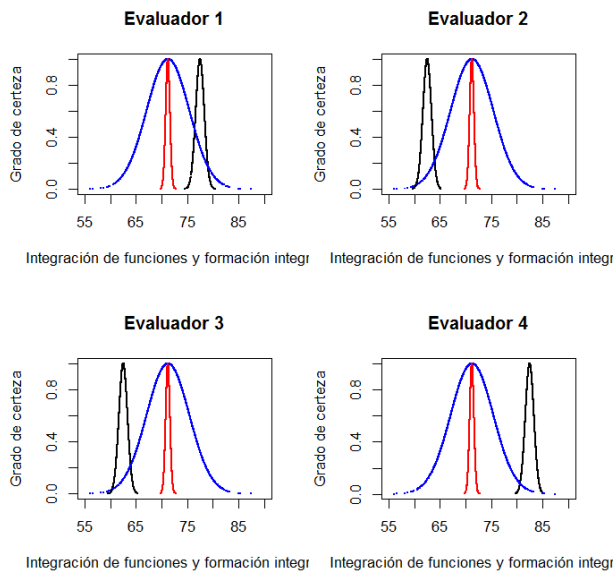 Evaluador 1
Grado de certeza
0.0 0.4 0.8
55 65 75 85
Integración de funciones y formación integr
Evaluador 2
Grado de certeza
0.0 0.4 0.8
55 65 75 85
Integración de funciones y formación integr
Evaluador 3
Grado de certeza
0.0 0.4 0.8
55 65 75 85
Integración de funciones y formación integr
Evaluador 4
Grado de certeza
0.0 0.4 0.8
55 65 75 85
Integración de funciones y formación integr